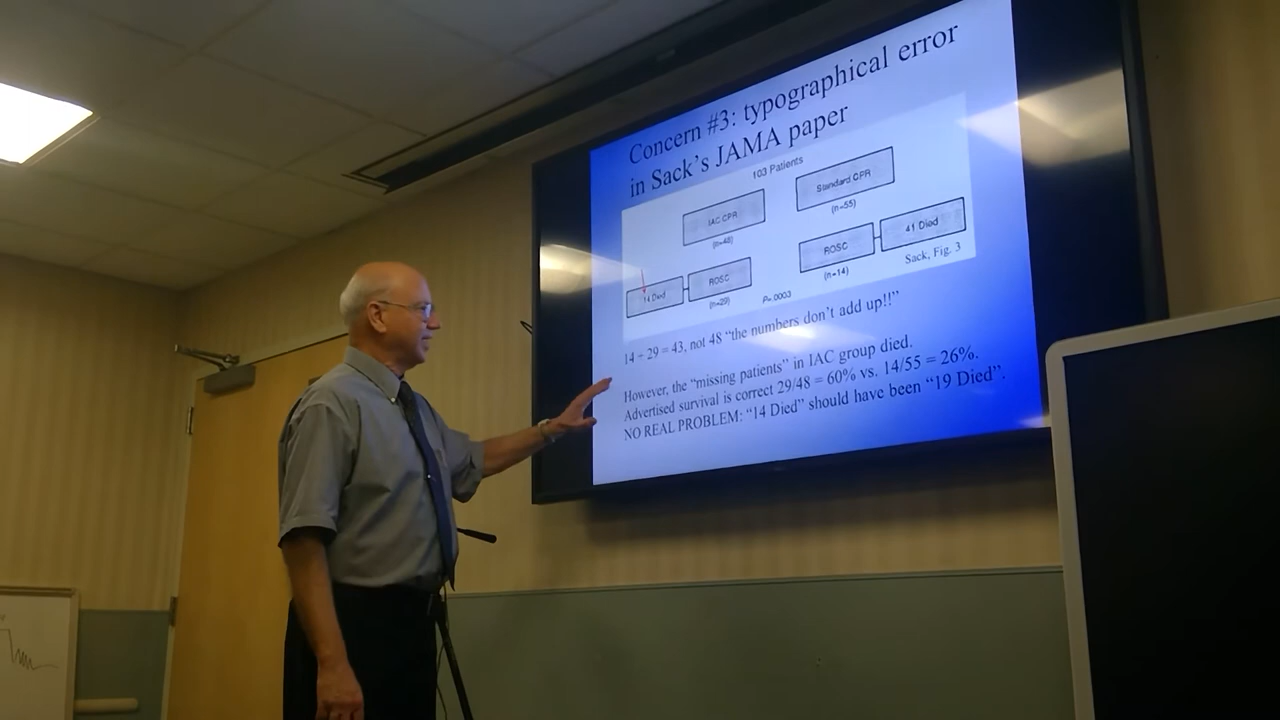 Concern #3: typographical error
in Sack's JAMA paper
103 Patients
IAC CPR
(n=48)
Standard CPR
(n=55)
14 Died
ROSC
(n=29)
P=.0003
ROSC
(n=14)
41 Died
Sack, Fig. 3
14 + 29 = 43, not 48 "the numbers don't add up!!"
However, the "missing patients" in IAC group died.
Advertised survival is correct 29/48 = 60% vs. 14/55 = 26%.
NO REAL PROBLEM: "14 Died" should have been "19 Died".